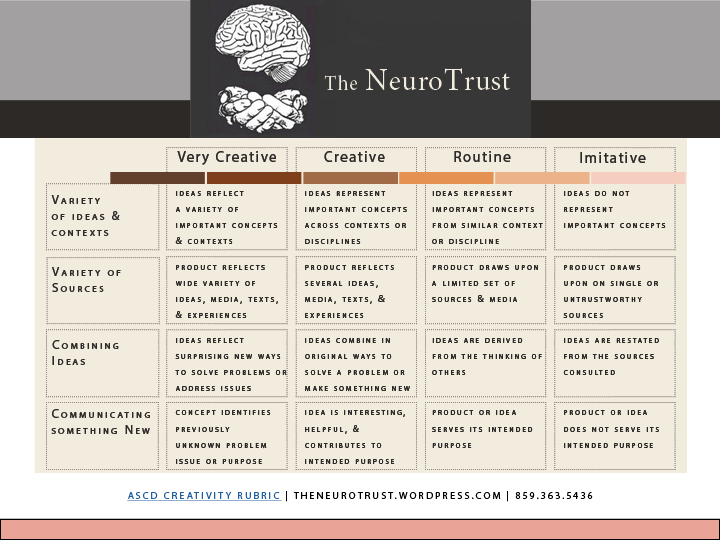 The NeuroTrust
Very Creative
Creative
Routine
Imitative
Variety
of ideas &
contexts
ideas reflect
a variety of
important concepts
& contexts
ideas represent
important concepts
across contexts or
disciplines
ideas represent
important concepts
from similar context
or discipline
ideas do not
represent
important concepts
Variety of
Sources
product reflects
wide variety of
ideas, media, texts,
& experiences
product reflects
several ideas,
media, texts, &
experiences
product draws upon
a limited set of
sources & media
product draws
upon on single or
untrustworthy
sources
Combining
Ideas
ideas reflect
surprising new ways
to solve problems or
address issues
ideas combine in
original ways to
solve a problem or
make something new
ideas are derived
from the thinking of
others
ideas are restated
from the sources
consulted
Communicating
something New
concept identifies
previously
unknown problem
issue or purpose
idea is interesting,
helpful, &
contributes to
intended purpose
product or idea
serves its intended
purpose
product or idea
does not serve its
intended purpose
ASCD CREATIVITY RUBRIC | THENEUROTRUST.WORDPRESS.COM | 859.363.5436